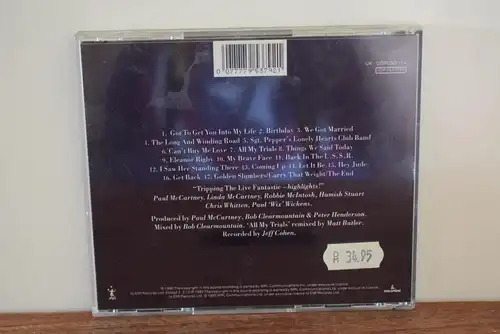 1. Got To Get You Into My Life 2. Birthday 3. We Got Married
4. The Long And Winding Road 5. Sgt. Pepper's Lonely Hearts Club Band
6. Can't Buy Me Love 7. All My Trials 8. Things We Said Today
9. Eleanor Rigby 10. My Brave Face 11. Back In The U.S.S.R.
12. I Saw Her Standing There 13. Coming Up 14. Let It Be 15. Hey Jude
16. Get Back 17. Golden Slumbers/Carry That Weight/The End
"Tripping The Live Fantastic – highlights!"
Paul McCartney, Linda McCartney, Robbie McIntosh, Hamish Stuart
Chris Whitten, Paul 'Wix' Wickens.
Produced by Paul McCartney, Bob Clearmountain & Peter Henderson.
Mixed by Bob Clearmountain. 'All My Trials' remixed by Matt Butler.
Recorded by Jeff Cohen.
36.95